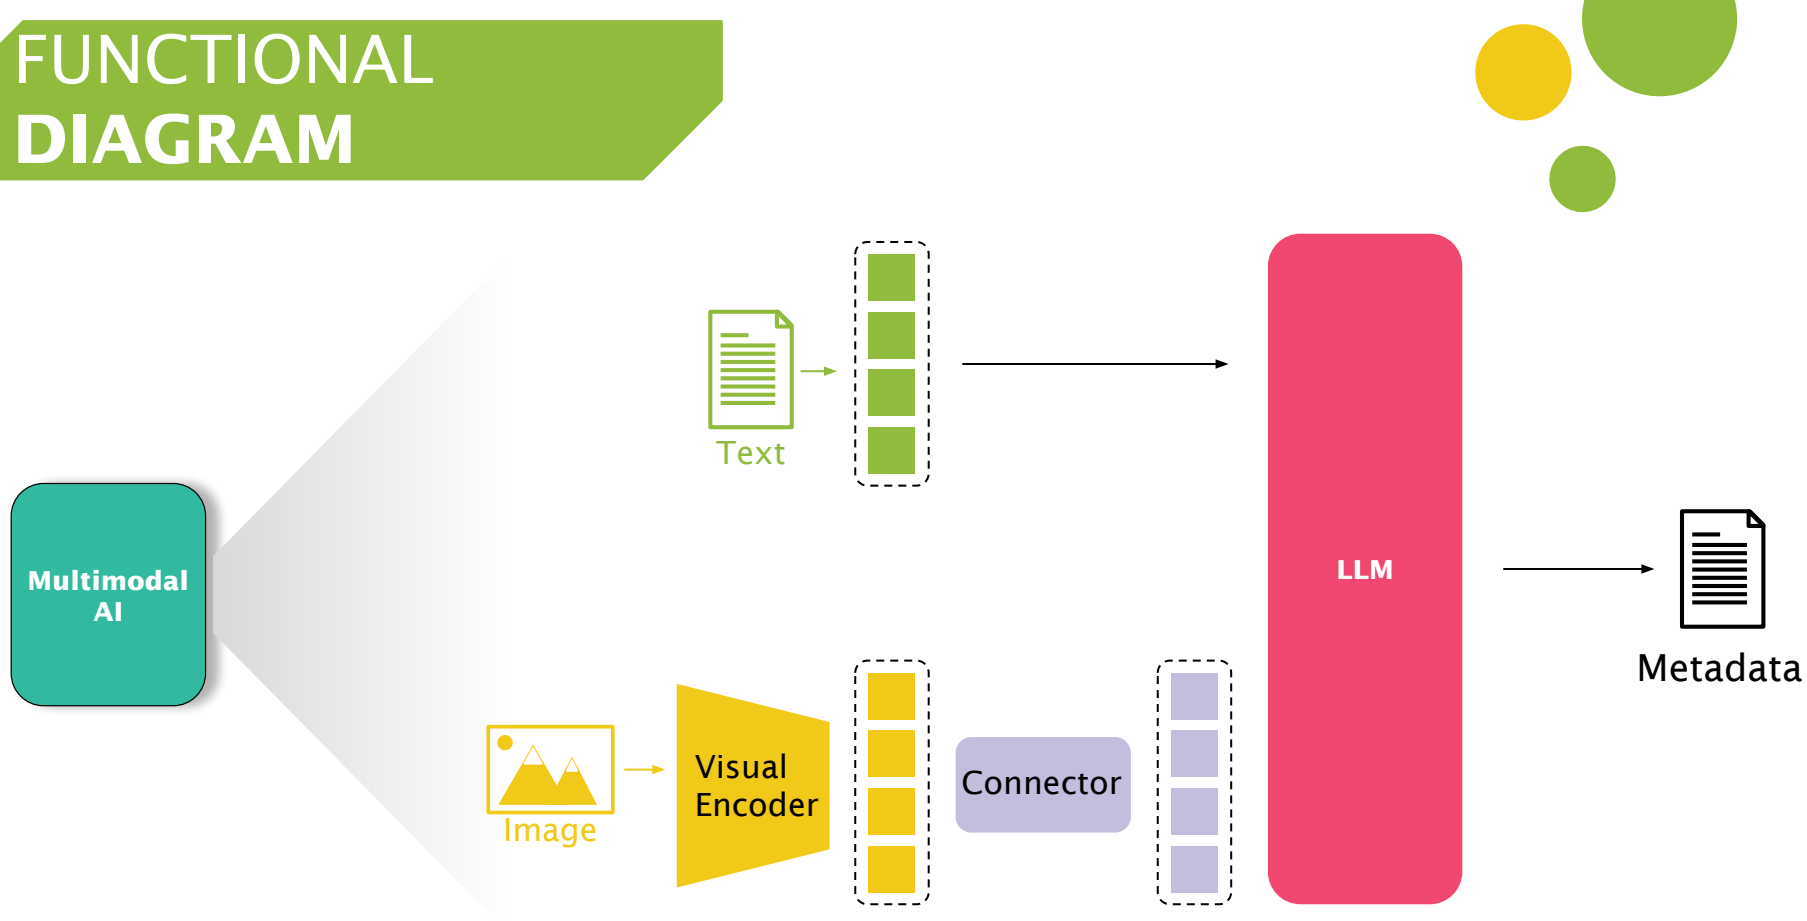 FUNCTIONAL
DIAGRAM
Text
Multimodal
AI
LLM
Metadata
Visual
Encoder
Connector
Image